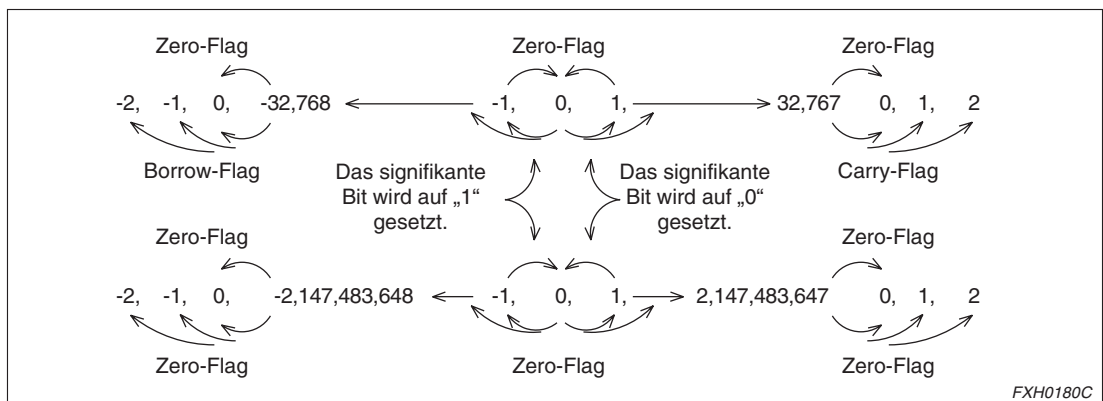 Zero-Flag Zero-Flag Zero-Flag
-2, -1, 0, -32,768 -1, 0, 1, 32,767 0, 1, 2
Borrow-Flag Das signifikante Das signifikante Carry-Flag
Bit wird auf „1“ Bit wird auf „0“
gesetzt. gesetzt.
Zero-Flag Zero-Flag
-2, -1, 0, -2,147,483,648 -1, 0, 1, 2,147,483,647 0, 1, 2
Zero-Flag Zero-Flag Zero-Flag
FXH0180C